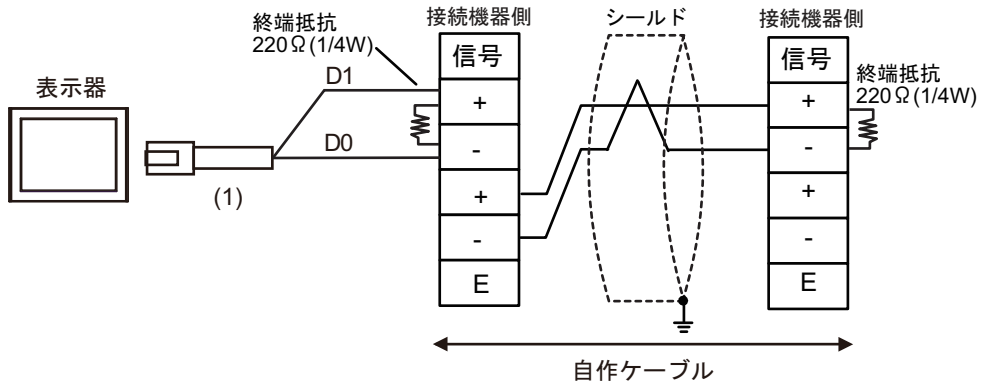 表示器
(1)
終端抵抗
220Ω(1/4W)
D1
D0
接続機器側
信号
+
-
+
-
E
シールド
接続機器側
信号
+
-
+
-
E
終端抵抗
220Ω(1/4W)
自作ケーブル